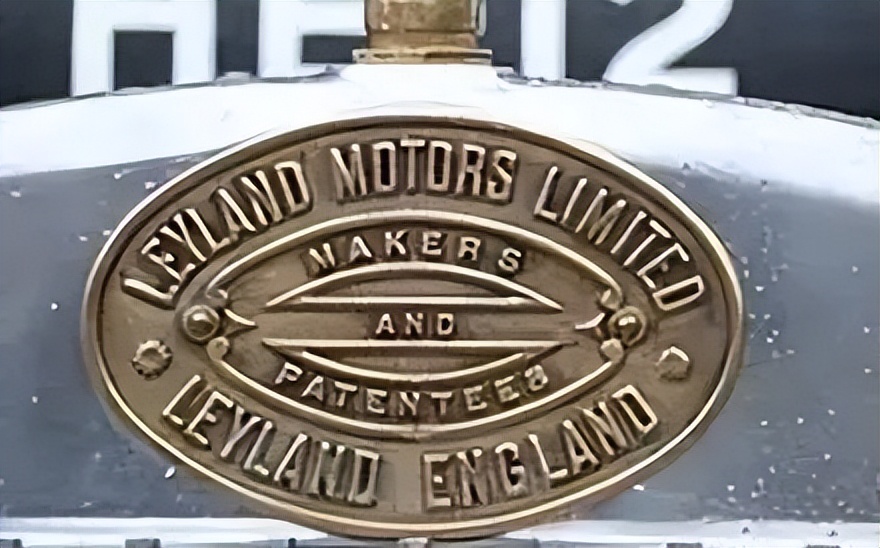 LEYLAND MOTORS LIMITED
MAKERS
AND
PATENTEES
LEYLAND ENGLAND